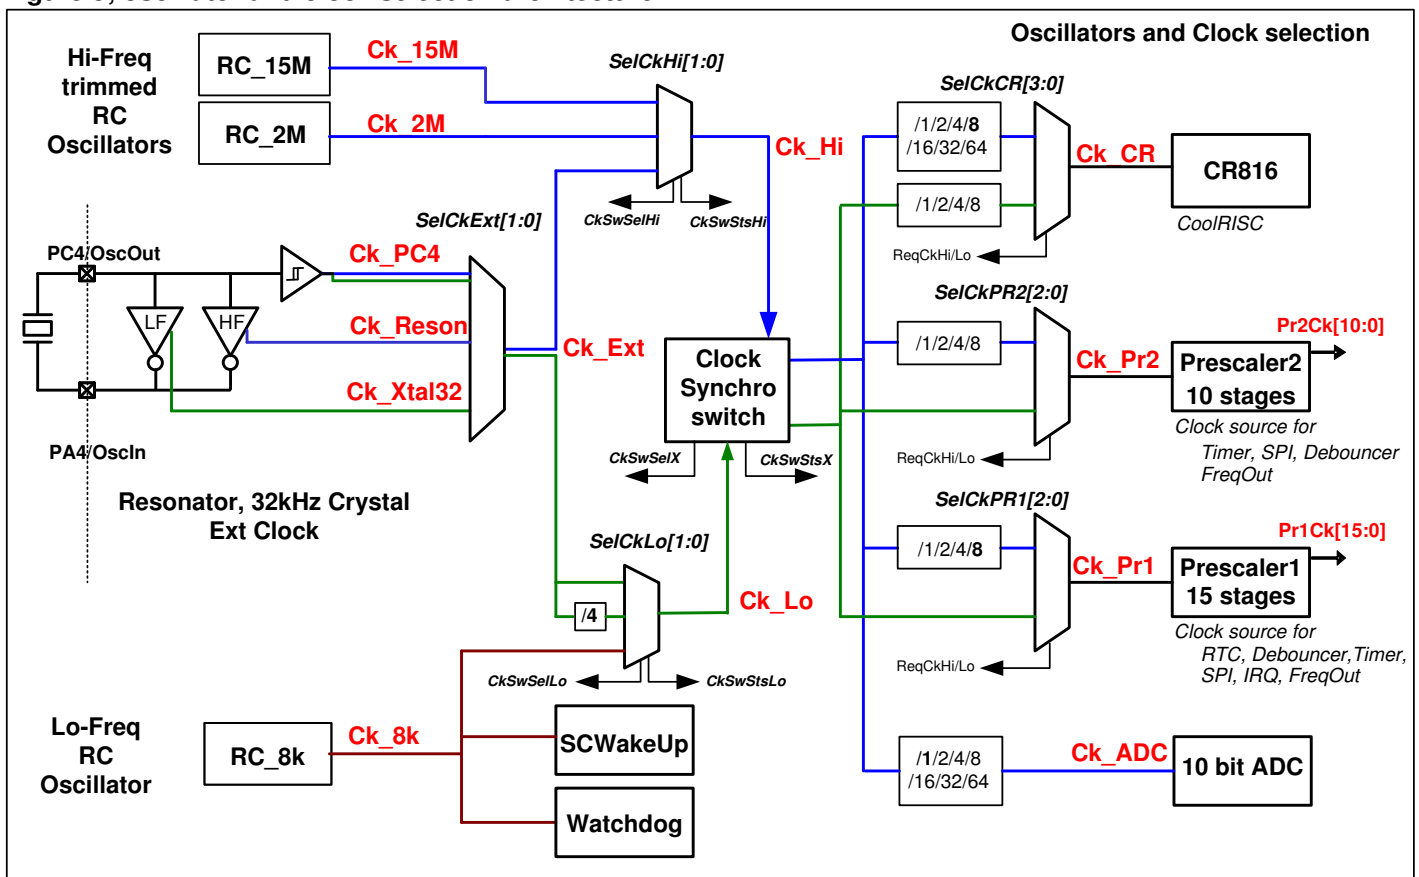 Oscillators and Clock selection
Hi-Freq
trimmed
RC
Oscillators
RC_15M
Ck_15M
RC_2M
Ck_2M
SelCkHi[1:0]
Ck_Hi
CkSwSelHi
CkSwStsHi
SelCkCR[3:0]
/1/2/4/8
/16/32/64
/1/2/4/8
Ck_CR
CR816
CoolRISC
ReqCkHi/Lo
PC4/OscOut
SelCkExt[1:0]
Ck_PC4
LF
HF
Ck_Reson
Ck_Xtal32
Ck_Ext
PA4/OscIn
Resonator, 32kHz Crystal
Ext Clock
Clock
Synchro
switch
CkSwSelX
CkSwStsX
SelCkPR2[2:0]
/1/2/4/8
Ck_Pr2
Pr2Ck[10:0]
Prescaler2
10 stages
Clock source for
Timer, SPI, Debouncer
FreqOut
ReqCkHi/Lo
SelCkPR1[2:0]
/1/2/4/8
Ck_Pr1
Pr1Ck[15:0]
Prescaler1
15 stages
Clock source for
RTC, Debouncer,Timer,
SPI, IRQ, FreqOut
ReqCkHi/Lo
SelCkLo[1:0]
/4
Ck_Lo
CkSwSelLo
CkSwStsLo
Lo-Freq
RC
Oscillator
RC_8k
Ck_8k
SCWakeUp
Watchdog
/1/2/4/8
/16/32/64
Ck_ADC
10 bit ADC